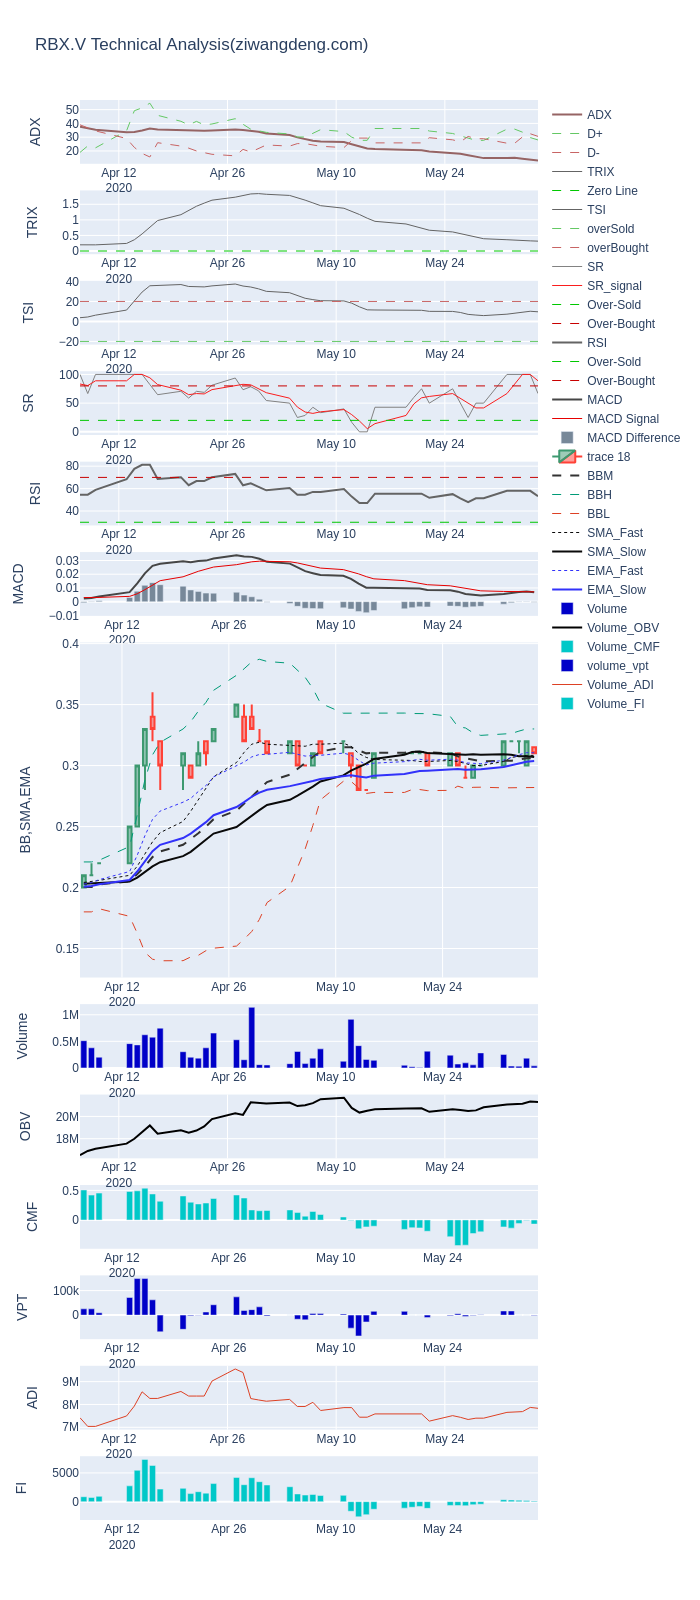 RBX.V Technical Analysis(ziwangdeng.com)
ADX
50
40
30
20
Apr 12
2020
Apr 26
May 10
May 24
TRIX
1.5
1
0.5
0
Apr 12
2020
Apr 26
May 10
May 24
TSI
40
20
0
−20
Apr 12
2020
Apr 26
May 10
May 24
SR
100
50
0
Apr 12
2020
Apr 26
May 10
May 24
RSI
80
60
40
Apr 12
2020
Apr 26
May 10
May 24
MACD
0.03
0.02
0.01
0
−0.01
Apr 12
2020
Apr 26
May 10
May 24
BB,SMA,EMA
0.4
0.35
0.3
0.25
0.2
0.15
Apr 12
2020
Apr 26
May 10
May 24
Volume
1M
0.5M
0
Apr 12
2020
Apr 26
May 10
May 24
OBV
20M
18M
Apr 12
2020
Apr 26
May 10
May 24
CMF
0.5
0
Apr 12
2020
Apr 26
May 10
May 24
VPT
100k
0
Apr 12
2020
Apr 26
May 10
May 24
ADI
9M
8M
7M
Apr 12
2020
Apr 26
May 10
May 24
FI
5000
0
Apr 12
2020
Apr 26
May 10
May 24
ADX
D+
D-
TRIX
Zero Line
TSI
overSold
overBought
SR
SR_signal
Over-Sold
Over-Bought
RSI
Over-Sold
Over-Bought
MACD
MACD Signal
MACD Difference
trace 18
BBM
BBH
BBL
SMA_Fast
SMA_Slow
EMA_Fast
EMA_Slow
Volume
Volume_OBV
Volume_CMF
volume_vpt
Volume_ADI
Volume_FI